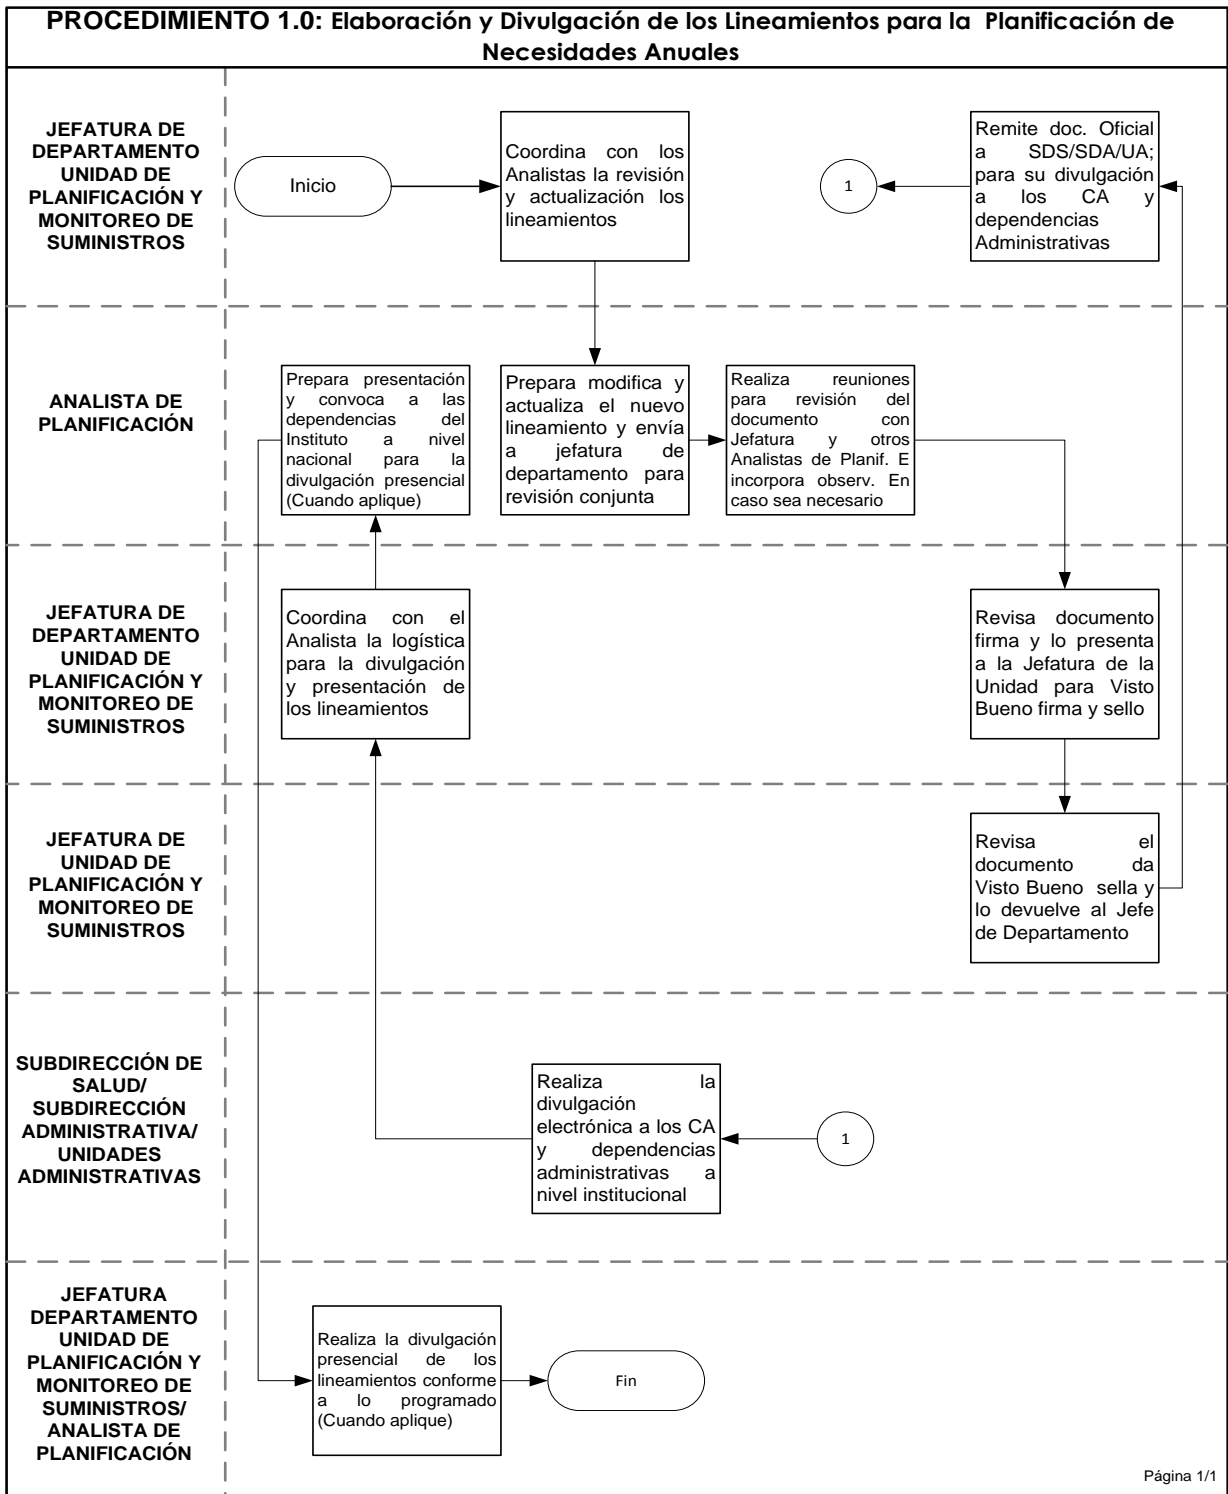 PROCEDIMIENTO 1.0: Elaboración y Divulgación de los Lineamientos para la Planificación de
Necesidades Anuales
JEFATURA DE
DEPARTAMENTO
UNIDAD DE
PLANIFICACIÓN Y
MONITOREO DE
SUMINISTROS
Inicio
Coordina con los
Analistas la revisión
y actualización los
lineamientos
1
Remite doc. Oficial
a SDS/SDA/UA;
para su divulgación
a los CA y
dependencias
Administrativas
ANALISTA DE
PLANIFICACIÓN
Prepara presentación
y convoca a las
dependencias del
Instituto a nivel
nacional para la
divulgación presencial
(Cuando aplique)
Prepara modifica y
actualiza el nuevo
lineamiento y envía
a jefatura de
departamento para
revisión conjunta
Realiza reuniones
para revisión del
documento con
Jefatura y otros
Analistas de Planif. E
incorpora observ. En
caso sea necesario
JEFATURA DE
DEPARTAMENTO
UNIDAD DE
PLANIFICACIÓN Y
MONITOREO DE
SUMINISTROS
Coordina con el
Analista la logística
para la divulgación
y presentación de
los lineamientos
Revisa documento
firma y lo presenta
a la Jefatura de la
Unidad para Visto
Bueno firma y sello
JEFATURA DE
UNIDAD DE
PLANIFICACIÓN Y
MONITOREO DE
SUMINISTROS
Revisa el
documento da
Visto Bueno sella y
lo devuelve al Jefe
de Departamento
SUBDIRECCIÓN DE
SALUD/
SUBDIRECCIÓN
ADMINISTRATIVA/
UNIDADES
ADMINISTRATIVAS
Realiza la
divulgación
electrónica a los CA
y dependencias
administrativas a
nivel institucional
1
JEFATURA
DEPARTAMENTO
UNIDAD DE
PLANIFICACIÓN Y
MONITOREO DE
SUMINISTROS/
ANALISTA DE
PLANIFICACIÓN
Realiza la divulgación
presencial de los
lineamientos conforme
a lo programado
(Cuando aplique)
Fin
Página 1/1